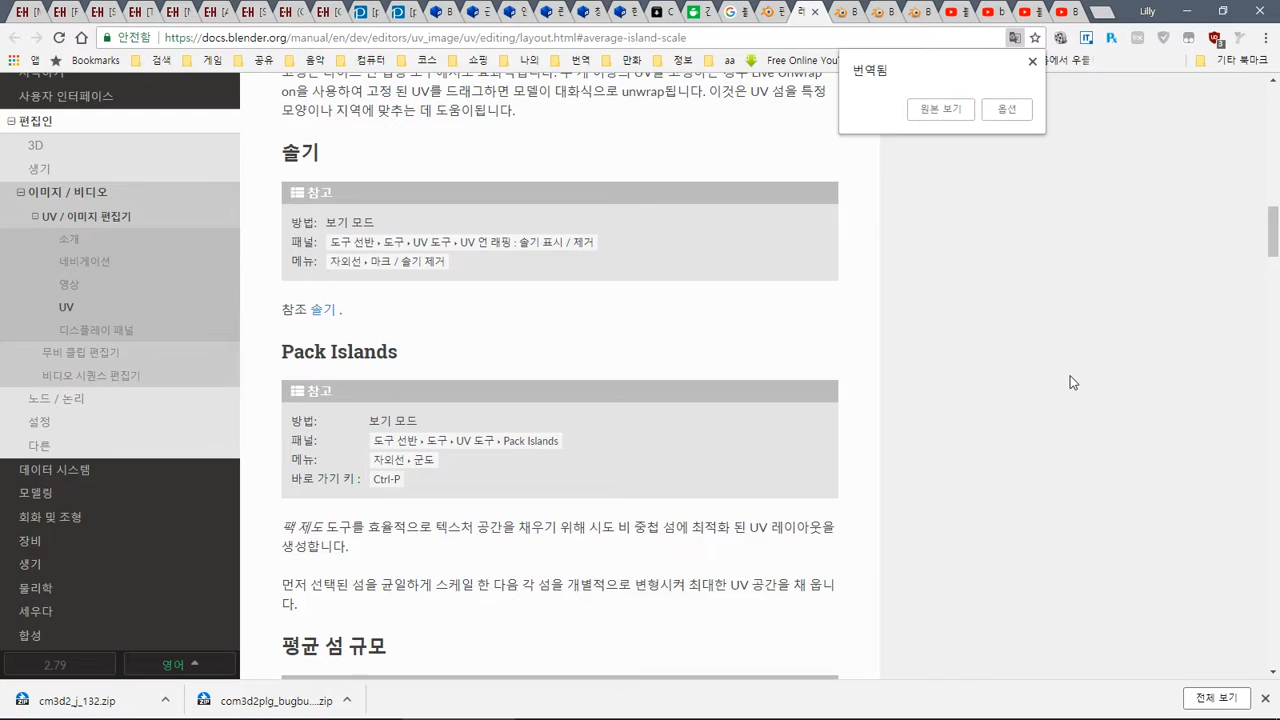 Lilly
안전함
https://docs.blender.org/manual/en/dev/editors/uv_image/uv/editing/layout.html#average-island-scale
앱
Bookmarks
검색
게임
공유
음악
컴퓨터
코스
쇼핑
나의
번역
만화
정보
aa
Free Online You
에서 우등
기타 북마크
번역됨
원본 보기
옵션
사용자 인터페이스
편집인
3D
생기
이미지 / 비디오
UV / 이미지 편집기
소개
네비게이션
영상
UV
디스플레이 패널
무비 클립 편집기
비디오 시퀀스 편집기
노드 / 논리
설정
다른
데이터 시스템
모델링
회화 및 조형
장비
생기
물리학
세우다
합성
2.79
영어
on을 사용하여 고정 된 UV를 드래그하면 모델이 대화식으로 unwrap됩니다. 이것은 UV 섬을 특정
모양이나 지역에 맞추는 데 도움이됩니다.
솔기
참고
방법: 보기 모드
패널: 도구 선반 › 도구 › UV 도구 › UV 언 래핑 : 솔기 표시 / 제거
메뉴: 자외선 › 마크 / 솔기 제거
참조 솔기 .
Pack Islands
참고
방법: 보기 모드
패널: 도구 선반 › 도구 › UV 도구 › Pack Islands
메뉴: 자외선 › 군도
바로 가기 키 : Ctrl-P
팩 제도 도구를 효율적으로 텍스처 공간을 채우기 위해 시도 비 중첩 섬에 최적화 된 UV 레이아웃을
생성합니다.
먼저 선택된 섬을 균일하게 스케일 한 다음 각 섬을 개별적으로 변형시켜 최대한 UV 공간을 채 웁니
다.
평균 섬 규모
cm3d2_j_132.zip
com3d2plg_bugbu....zip
전체 보기